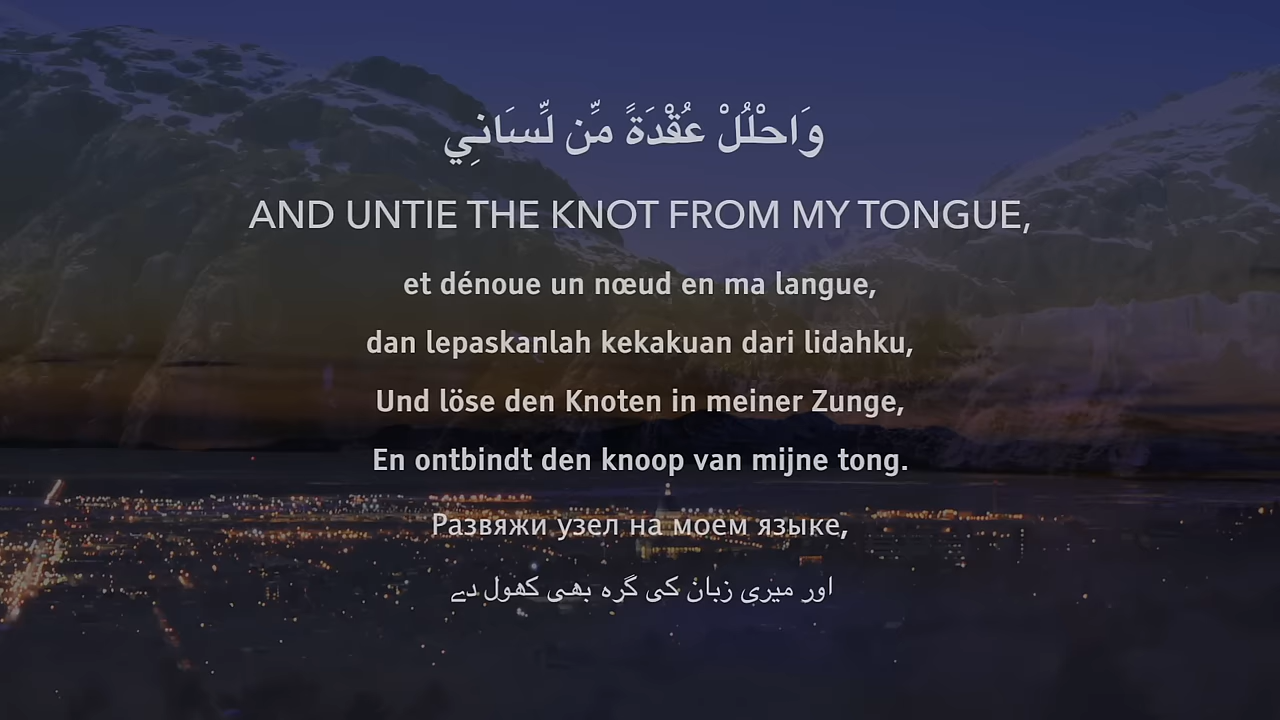 وَاحْلُلْ عُقْدَةً مِّن لِّسَانِي
AND UNTIE THE KNOT FROM MY TONGUE,
et dénoue un nœud en ma langue,
dan lepaskanlah kekakuan dari lidahku,
Und löse den Knoten in meiner Zunge,
En ontbindt den knoop van mijne tong.
Развяжи узел на моем языке,
اور میری زبان کی گره بھی کھول دے